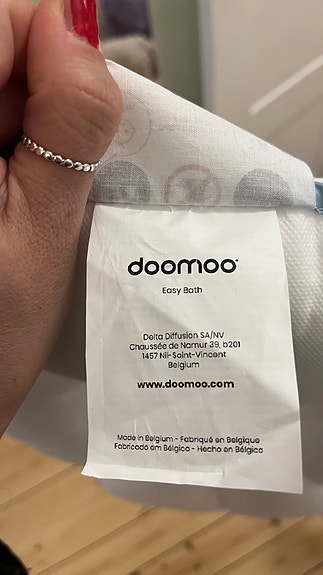 doomoo
Easy Bath
Delta Diffusion SA/NV
Chaussée de Namur 39, b201
1457 Nil-Saint-Vincent
Belgium
www.doomoo.com
Made in Belgium - Fabriqué en Belgique
Fabricado em Bélgica - Hecho en Bélgica